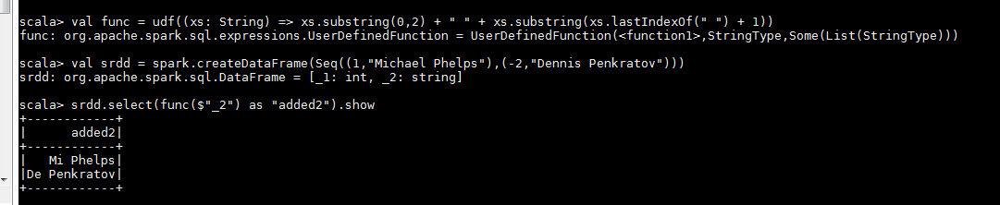 scala> val func = udf((xs: String) => xs.substring(0,2) + " " + xs.substring(xs.lastIndexOf(" ") + 1))
func: org.apache.spark.sql.expressions.UserDefinedFunction = UserDefinedFunction(<function1>,StringType,Some(List(StringType)))
scala> val srdd = spark.createDataFrame(Seq((1,"Michael Phelps"),(-2,"Dennis Penkratov")))
srdd: org.apache.spark.sql.DataFrame = [_1: int, _2: string]
scala> srdd.select(func($"_2") as "added2").show
+------------+
|      added2|
+------------+
|   Mi Phelps|
|De Penkratov|
+------------+